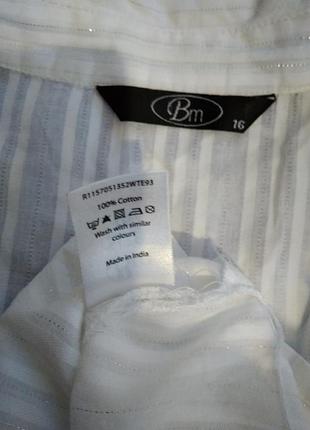 Bm
16
R1157051352WTE93
100% Cotton
Wash with similar
colours
Made in India